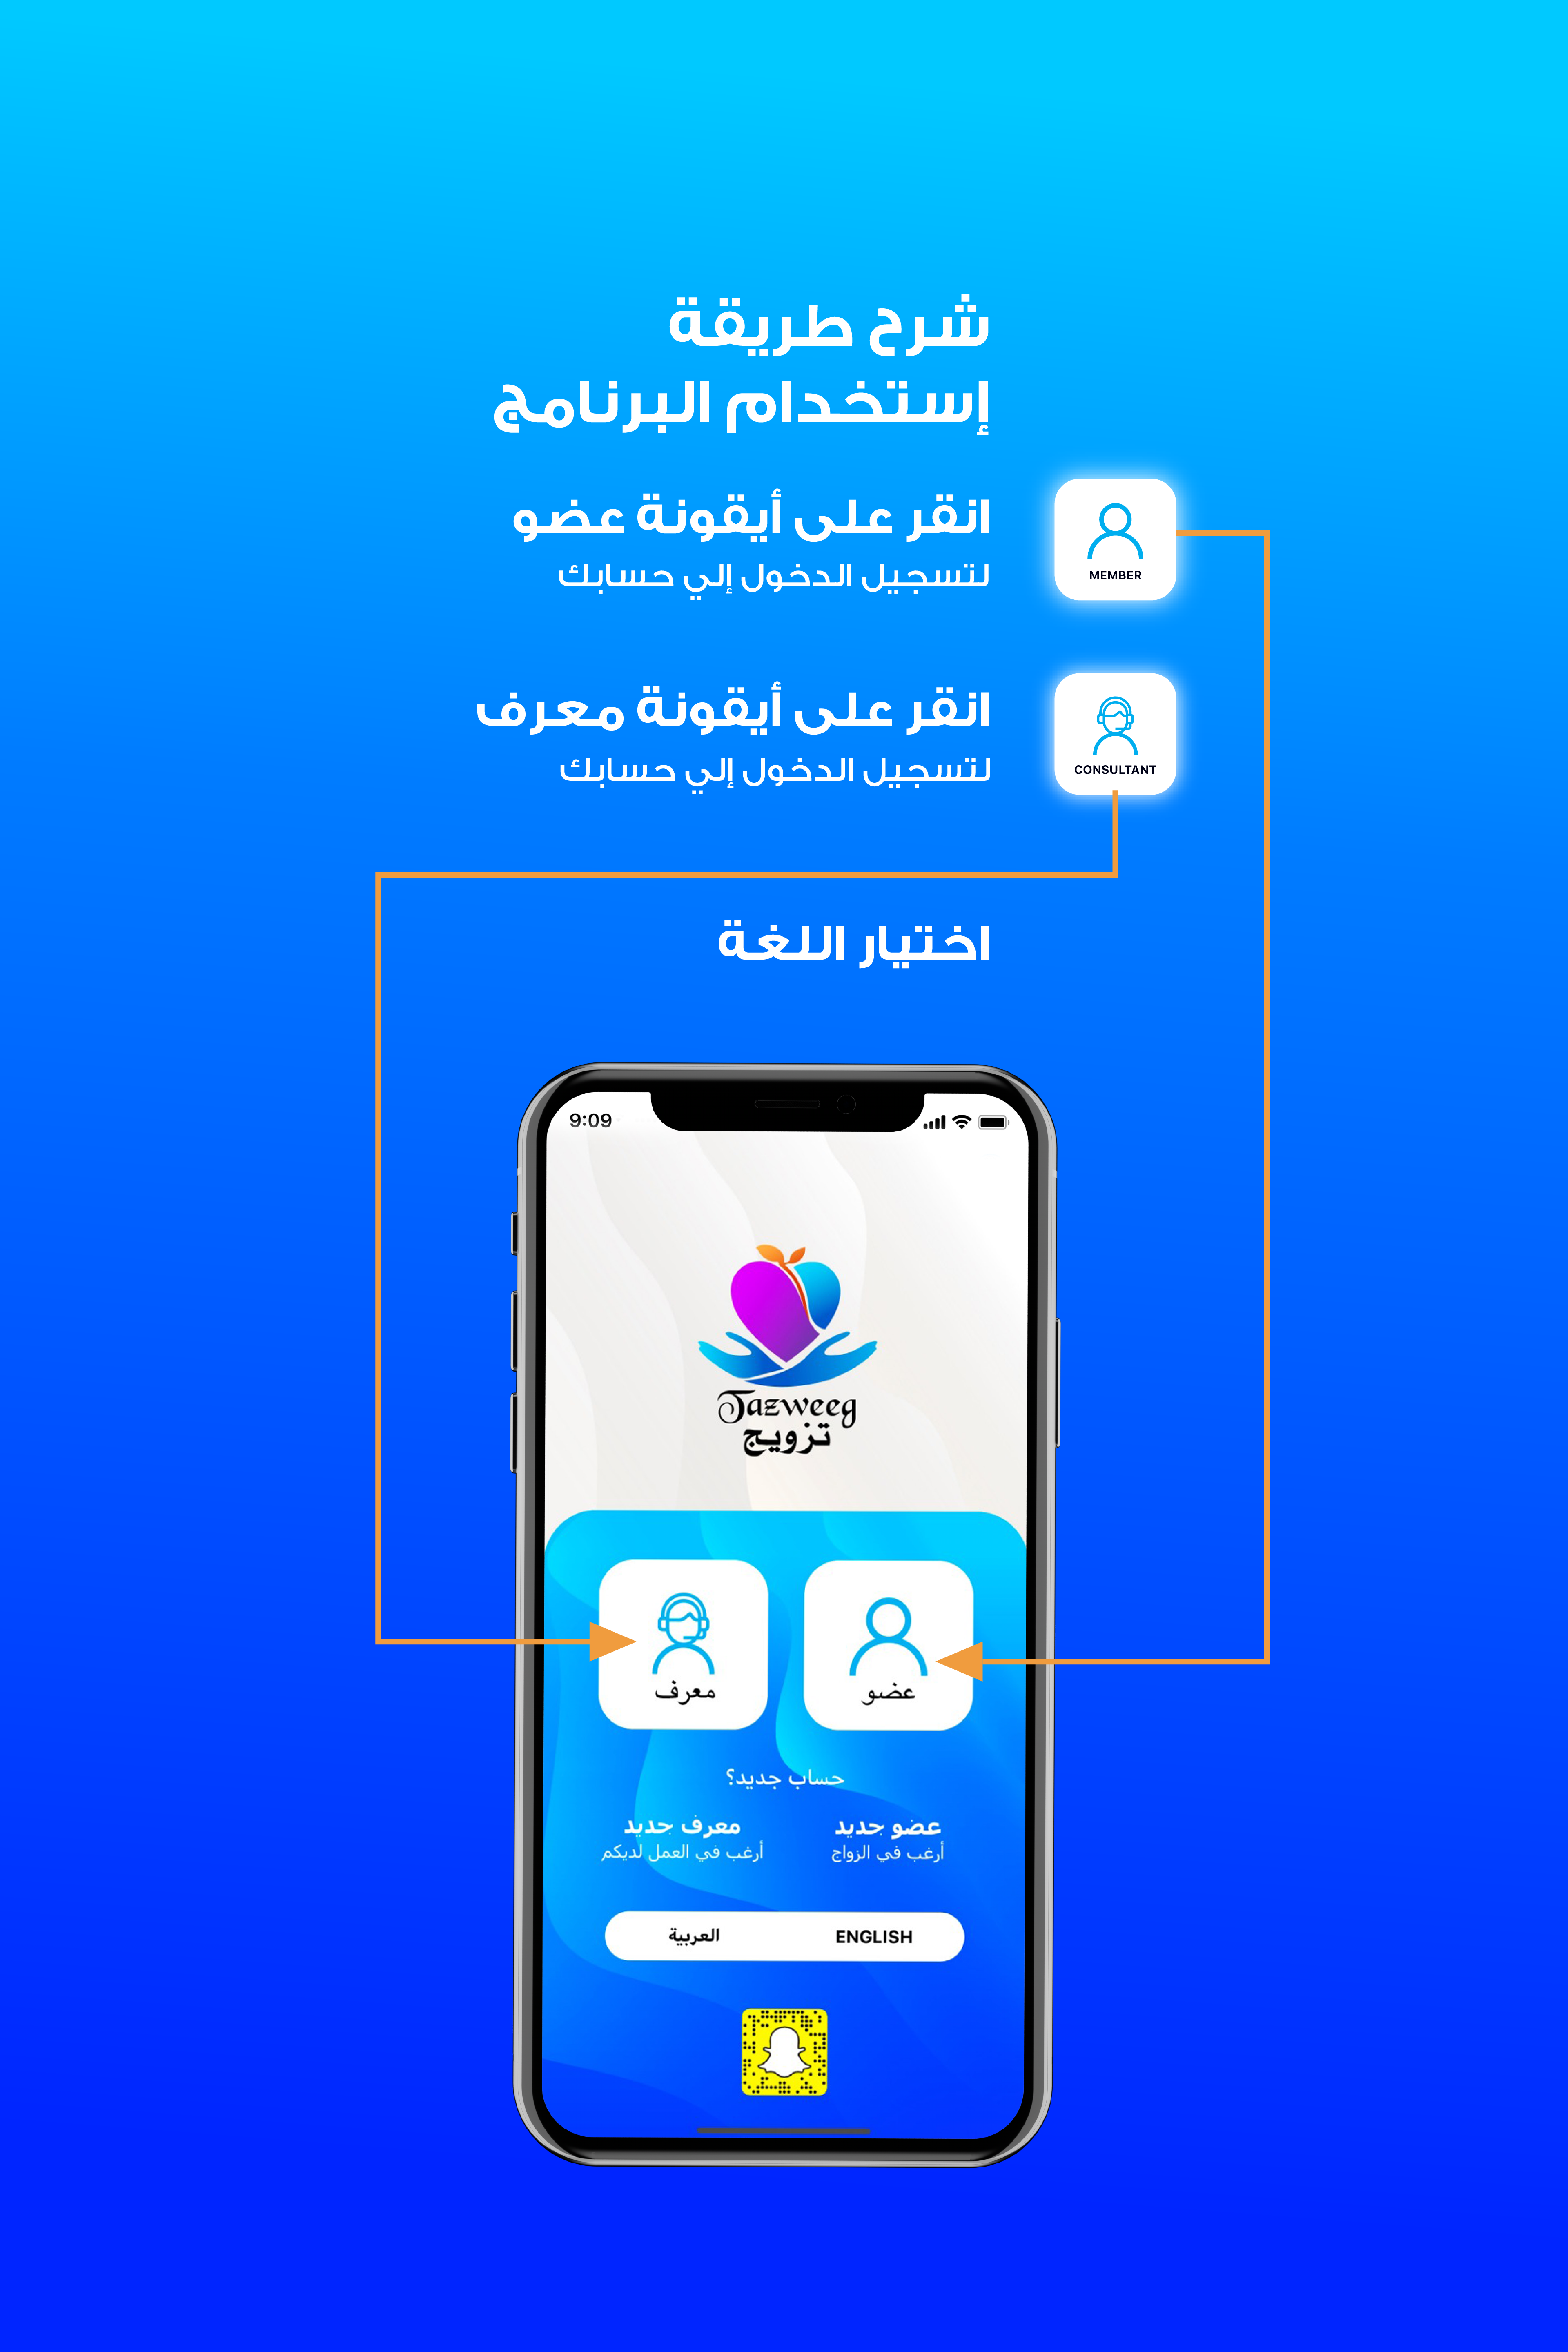 شرح طريقة
إستخدام البرنامج
انقر على أيقونة عضو
لتسجيل الدخول إلي حسابك
MEMBER
انقر على أيقونة معرف
لتسجيل الدخول إلي حسابك
CONSULTANT
اختيار اللغة
9:09
Tazweeg
تزويج
عضو
معرف
حساب جديد؟
عضو جديد
أرغب في الزواج
معرف جديد
أرغب في العمل لديكم
ENGLISH
العربية